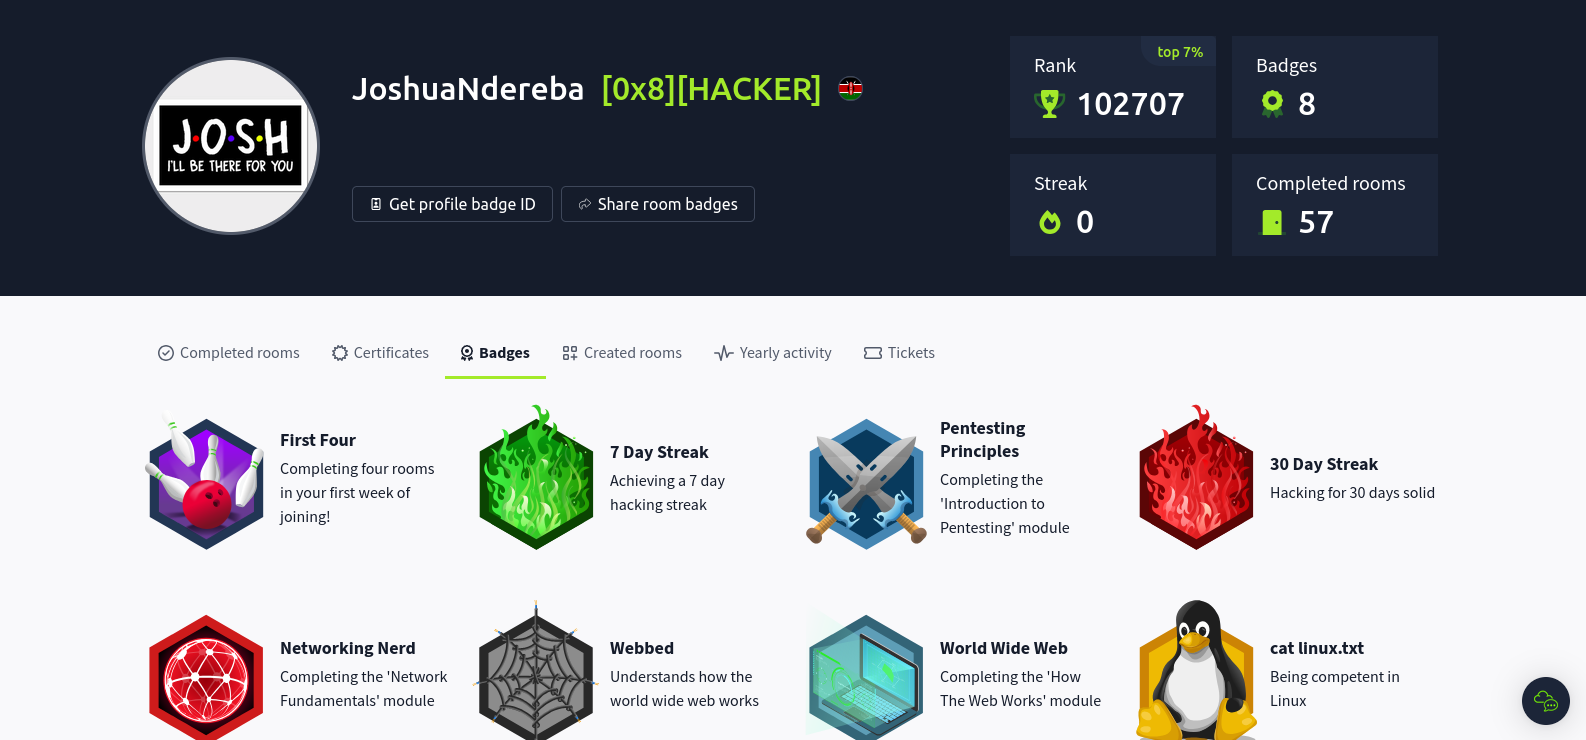 JoshuaNdereba [0x8][HACKER]
J•O•S•H
I'LL BE THERE FOR YOU
Get profile badge ID
Share room badges
Rank
top 7%
102707
Badges
8
Streak
0
Completed rooms
57
Completed rooms
Certificates
Badges
Created rooms
Yearly activity
Tickets
First Four
Completing four rooms
in your first week of
joining!
7 Day Streak
Achieving a 7 day
hacking streak
Pentesting
Principles
Completing the
'Introduction to
Pentesting' module
30 Day Streak
Hacking for 30 days solid
Networking Nerd
Completing the 'Network
Fundamentals' module
Webbed
Understands how the
world wide web works
World Wide Web
Completing the 'How
The Web Works' module
cat linux.txt
Being competent in
Linux